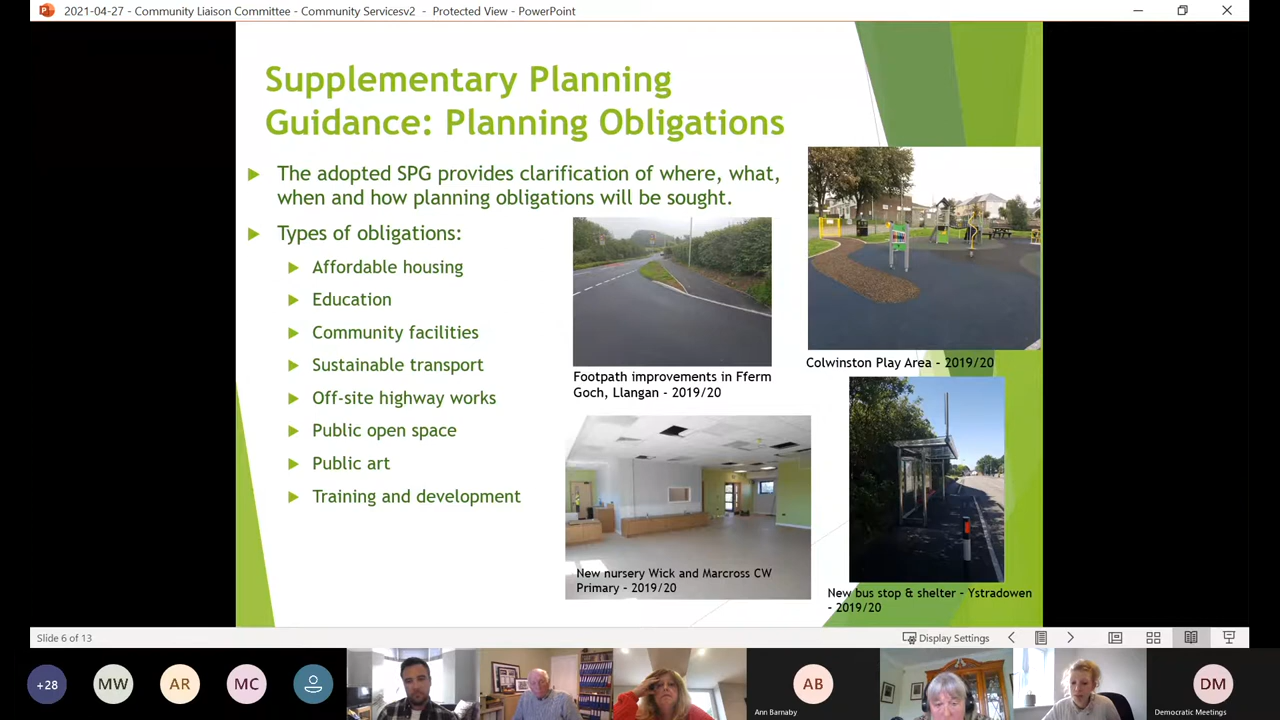 2021-04-27 - Community Liaison Committee - Community Servicesv2 - Protected View - PowerPoint
Supplementary Planning
Guidance: Planning Obligations
The adopted SPG provides clarification of where, what,
when and how planning obligations will be sought.
Types of obligations:
Affordable housing
Education
Community facilities
Sustainable transport
Off-site highway works
Public open space
Public art
Training and development
Footpath improvements in Fferm
Goch, Llangan - 2019/20
Colwinston Play Area - 2019/20
New nursery Wick and Marcross CW
Primary - 2019/20
New bus stop & shelter - Ystradowen
- 2019/20
Slide 6 of 13
Display Settings
+28
MW
AR
MC
AB
Ann Barnaby
DM
Democratic Meetings